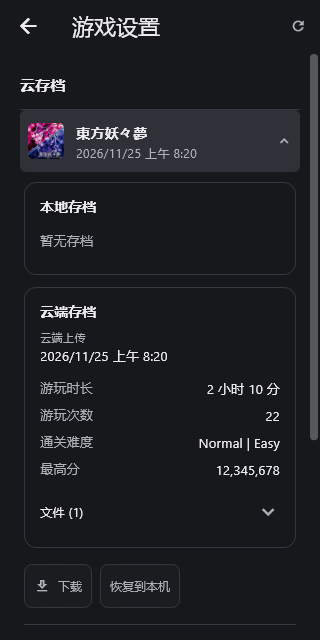 游戏设置
云存档
東方妖々夢
2026/11/25 上午 8:20
本地存档
暂无存档
云端存档
云端上传
2026/11/25 上午 8:20
游玩时长 2 小时 10 分
游玩次数 22
通关难度 Normal | Easy
最高分 12,345,678
文件 (1)
下载 恢复到本机